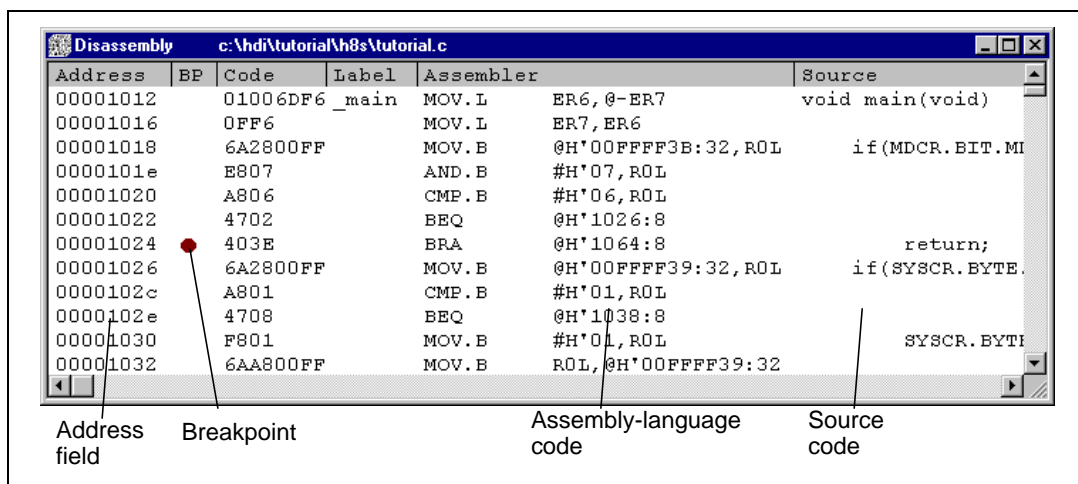 Disassembly c:\hdi\tutorial\h8s\tutorial.c
Address BP Code Label Assembler Source
00001012 01006DF6 _main MOV.L ER6,@-ER7 void main(void)
00001016 0FF6 MOV.L ER7,ER6
00001018 6A2800FF MOV.B @H'00FFFF3B:32,R0L if(MDCR.BIT.MD
0000101e E807 AND.B #H'07,R0L
00001020 A806 CMP.B #H'06,R0L
00001022 4702 BEQ @H'1026:8
00001024 403E BRA @H'1064:8 return;
00001026 6A2800FF MOV.B @H'00FFFF39:32,R0L if(SYSCR.BYTE.
0000102c A801 CMP.B #H'01,R0L
0000102e 4708 BEQ @H'1038:8
00001030 F801 MOV.B #H'01,R0L SYSCR.BYTE
00001032 6AA800FF MOV.B R0L,@H'00FFFF39:32
Address field
Breakpoint
Assembly-language code
Source code